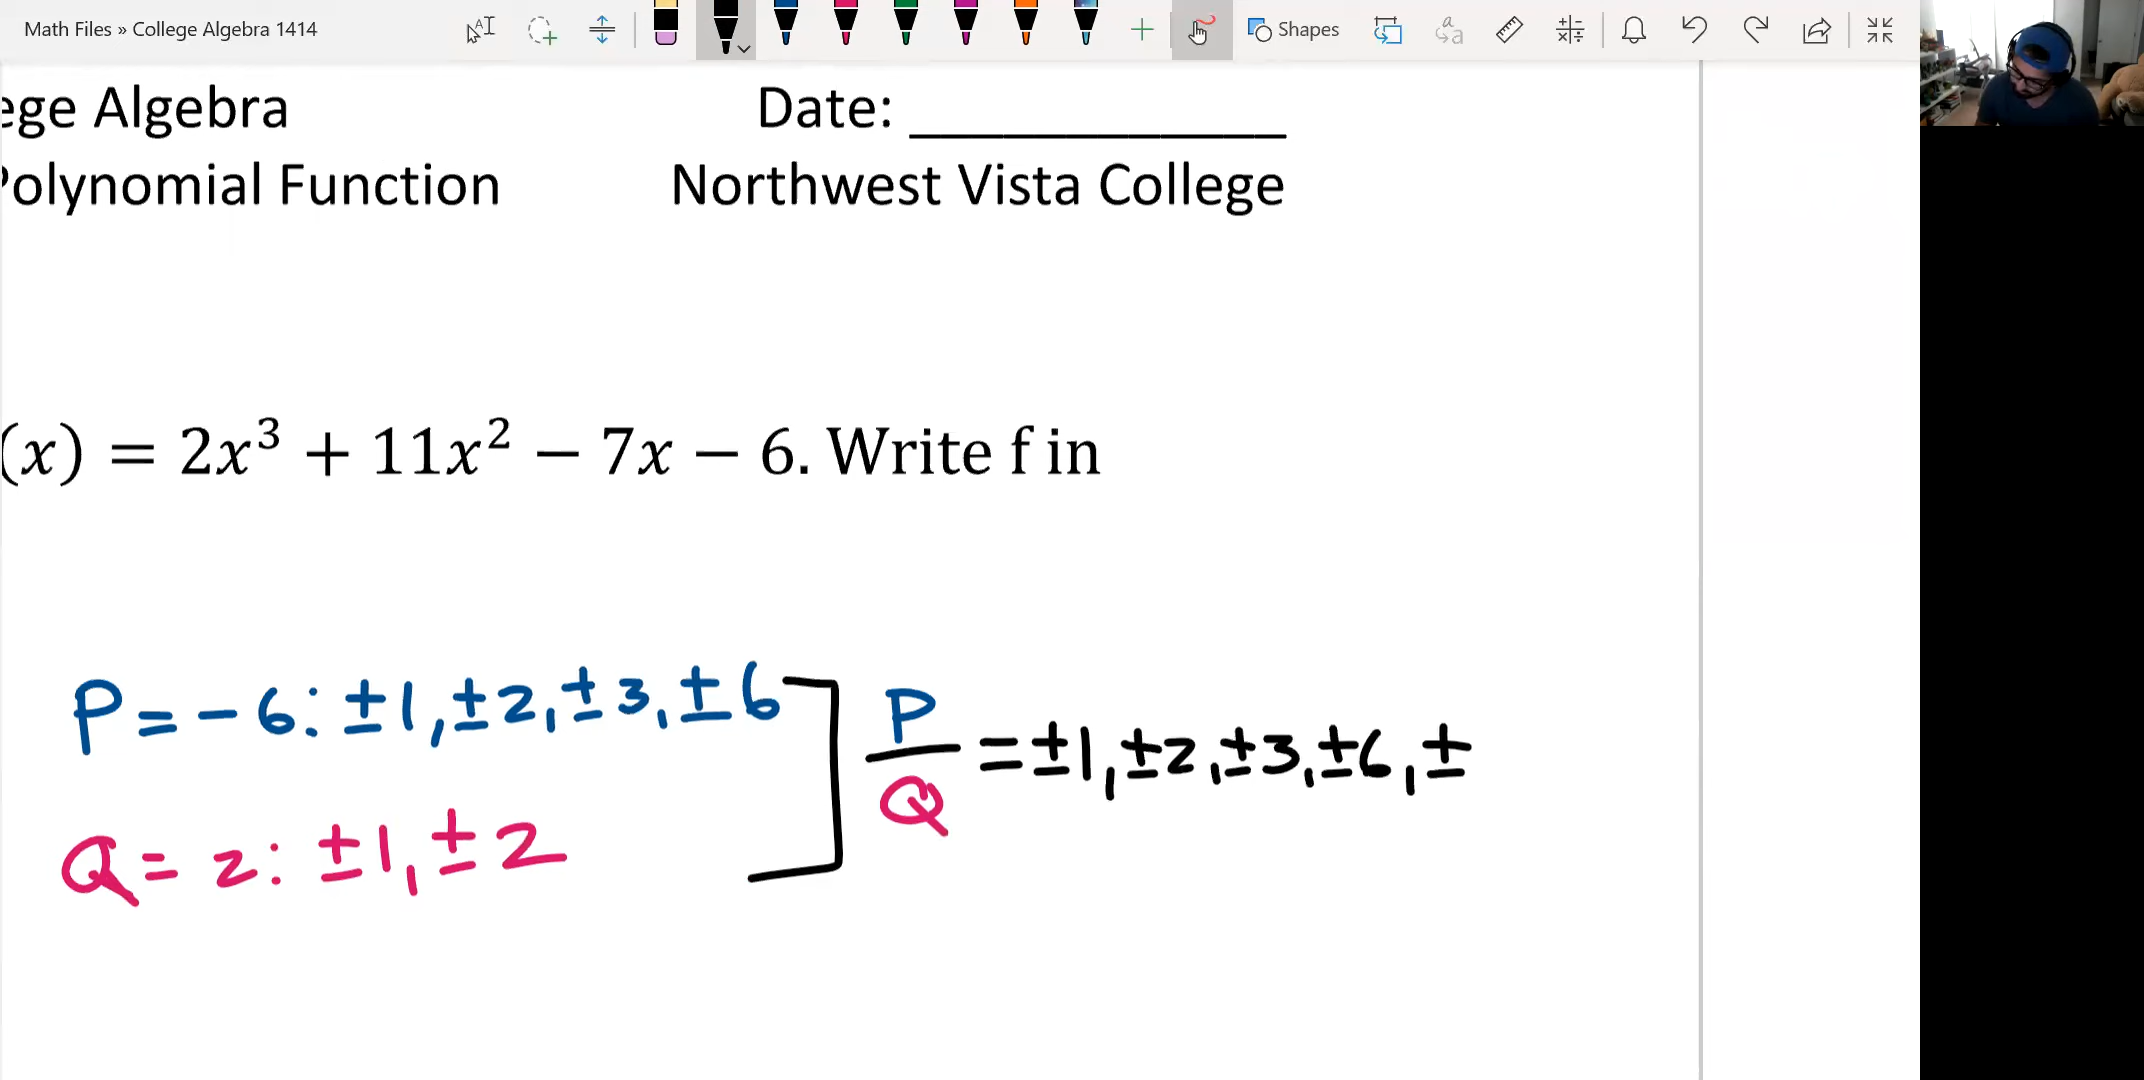 Math Files » College Algebra 1414
Shapes
ege Algebra Date: ____________
Polynomial Function Northwest Vista College
(x) = 2x³ + 11x² − 7x − 6. Write f in
P = - 6: ±1, ±2, ±3, ±6
P/Q = ±1, ±2, ±3, ±6, ±
Q = 2: ±1, ±2